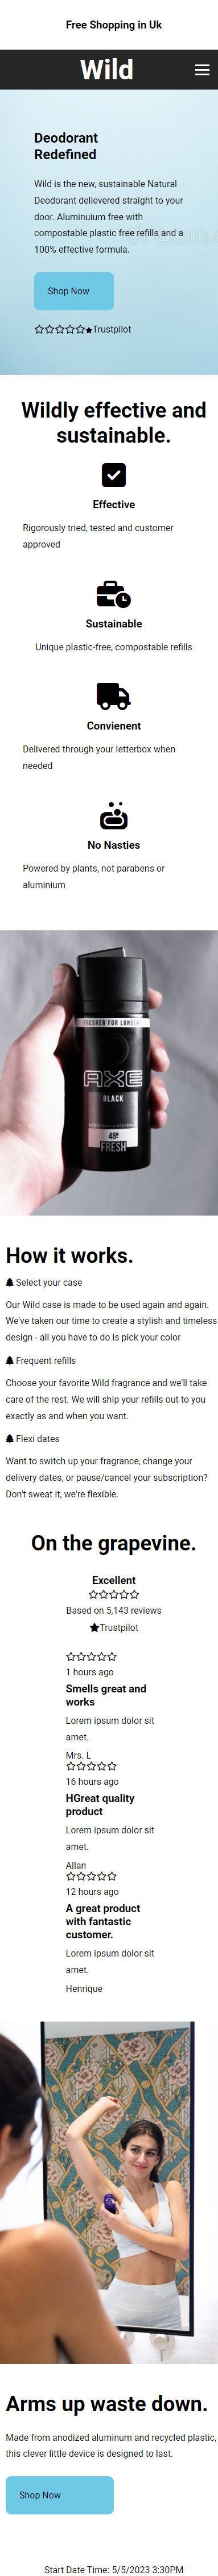 Free Shopping in Uk
Wild
Deodorant
Redefined
Wild is the new, sustainable Natural
Deodorant delievered straight to your
door. Aluminuium free with
compostable plastic free refills and a
100% effective formula.
Shop Now
Trustpilot
Wildly effective and
sustainable.
Effective
Rigorously tried, tested and customer
approved
Sustainable
Unique plastic-free, compostable refills
Convienent
Delivered through your letterbox when
needed
No Nasties
Powered by plants, not parabens or
aluminium
FRESHER FOR LONGER
AXE
BLACK
48H
FRESH
How it works.
Select your case
Our Wild case is made to be used again and again.
We've taken our time to create a stylish and timeless
design - all you have to do is pick your color
Frequent refills
Choose your favorite Wild fragrance and we'll take
care of the rest. We will ship your refills out to you
exactly as and when you want.
Flexi dates
Want to switch up your fragrance, change your
delivery dates, or pause/cancel your subscription?
Don't sweat it, we're flexible.
On the grapevine.
Excellent
Based on 5,143 reviews
Trustpilot
1 hours ago
Smells great and
works
Lorem ipsum dolor sit
amet.
Mrs. L
16 hours ago
HGreat quality
product
Lorem ipsum dolor sit
amet.
Allan
12 hours ago
A great product
with fantastic
customer.
Lorem ipsum dolor sit
amet.
Henrique
Arms up waste down.
Made from anodized aluminum and recycled plastic,
this clever little device is designed to last.
Shop Now
Start Date Time: 5/5/2023 3:30PM